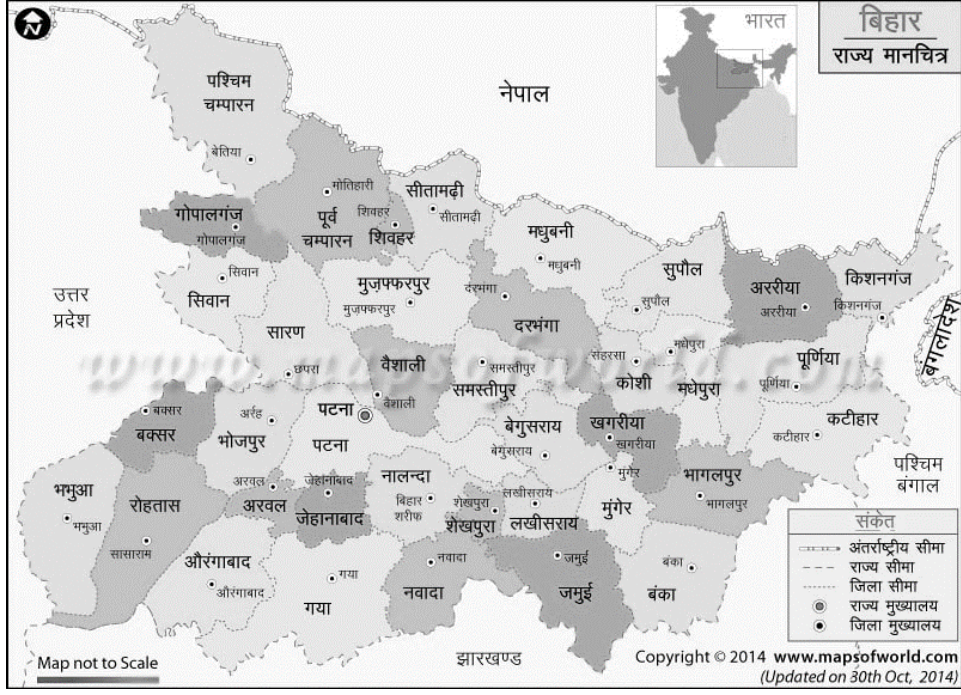 N
भारत
बिहार
राज्य मानचित्र
नेपाल
पश्चिम
चम्पारन
बेतिया
मोतिहारी
पूर्व
चम्पारन
शिवहर
शिवहर
सीतामढ़ी
सीतामढ़ी
गोपालगंज
गोपालगंज
मधुबनी
मधुबनी
सिवान
सिवान
मुज़फ्फरपुर
मुजफ्फरपुर
दरभंगा
दरभंगा
सुपौल
सुपौल
अररीया
अररीया
किशनगंज
किशनगंज
उत्तर
प्रदेश
सारण
छपरा
वैशाली
वैशाली
समस्तीपुर
समस्तीपुर
सहरसा
कोशी
मधेपुरा
मधेपुरा
पूर्णिया
पूर्णिया
बंगलादेश
www.mapsofworld.com
बक्सर
बक्सर
अर्रह
भोजपुर
पटना
पटना
बेगुसराय
बेगुसराय
खगरीया
खगरीया
कटीहार
कटीहार
भभुआ
भभुआ
रोहतास
सासाराम
अरवल
अरवल
जेहानाबाद
जेहानाबाद
नालन्दा
बिहार
शरीफ
शेखपुरा
शेखपुरा
लखीसराय
लखीसराय
मुंगेर
मुंगेर
भागलपुर
भागलपुर
पश्चिम
बंगाल
औरंगाबाद
औरंगाबाद
गया
गया
नवादा
नवादा
जमुई
जमुई
बंका
बंका
झारखण्ड
संकेत
अंतर्राष्ट्रीय सीमा
राज्य सीमा
जिला सीमा
राज्य मुख्यालय
जिला मुख्यालय
Map not to Scale
Copyright © 2014 www.mapsofworld.com
(Updated on 30th Oct, 2014)